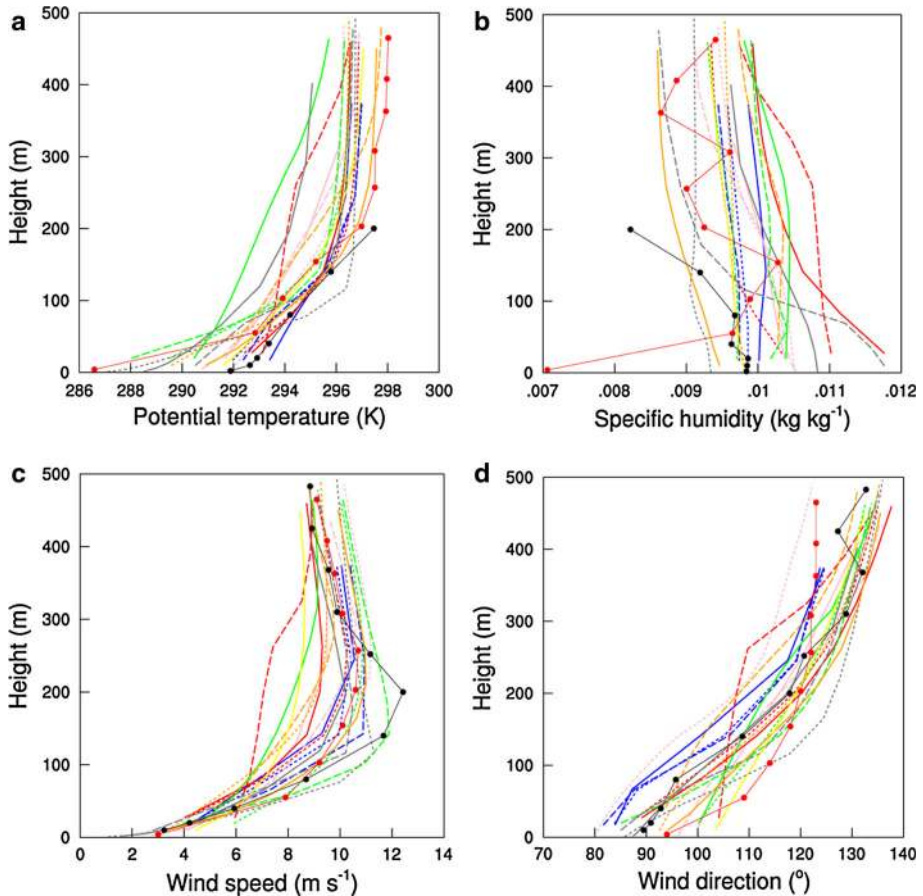 a
500
400
300
200
100
0
Height (m)
286 288 290 292 294 296 298 300
Potential temperature (K)
b
500
400
300
200
100
0
Height (m)
.007 .008 .009 .01 .011 .012
Specific humidity (kg kg⁻¹)
c
500
400
300
200
100
0
Height (m)
0 2 4 6 8 10 12 14
Wind speed (m s⁻¹)
d
500
400
300
200
100
0
Height (m)
70 80 90 100 110 120 130 140
Wind direction (°)